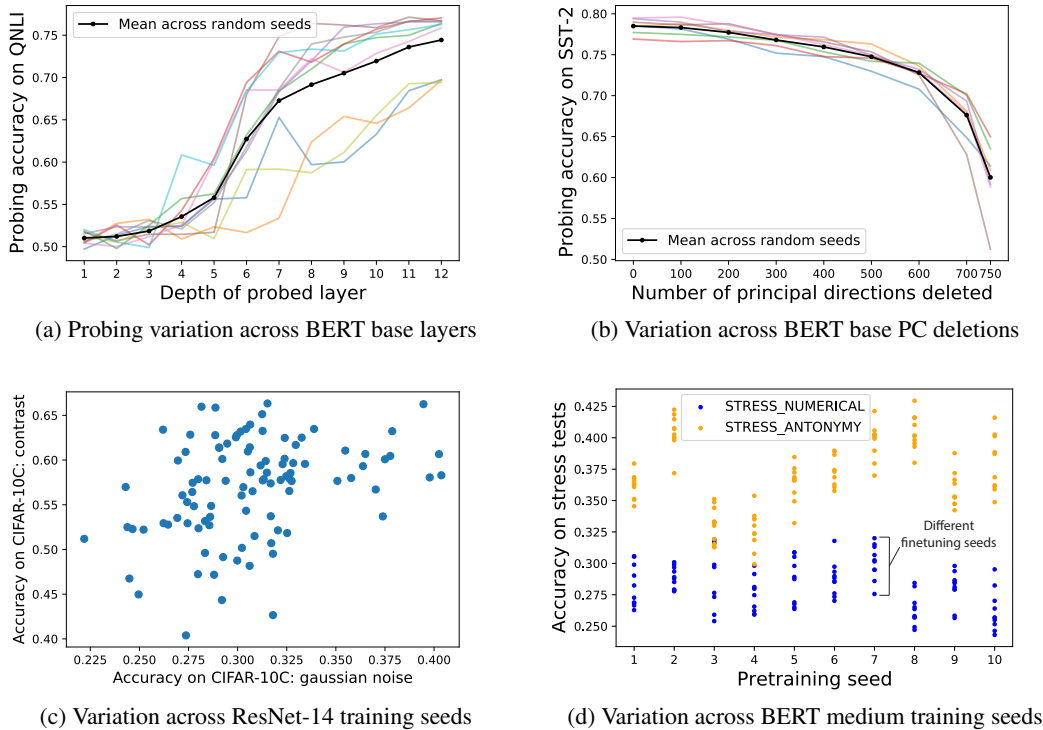 Probing accuracy on QNLI
0.75
0.70
0.65
0.60
0.55
0.50
Mean across random seeds
1 2 3 4 5 6 7 8 9 10 11 12
Depth of probed layer
(a) Probing variation across BERT base layers
Probing accuracy on SST-2
0.80
0.75
0.70
0.65
0.60
0.55
0.50
Mean across random seeds
0 100 200 300 400 500 600 700 750
Number of principal directions deleted
(b) Variation across BERT base PC deletions
Accuracy on CIFAR-10C: contrast
0.65
0.60
0.55
0.50
0.45
0.40
0.225 0.250 0.275 0.300 0.325 0.350 0.375 0.400
Accuracy on CIFAR-10C: gaussian noise
(c) Variation across ResNet-14 training seeds
Accuracy on stress tests
0.425
0.400
0.375
0.350
0.325
0.300
0.275
0.250
STRESS_NUMERICAL
STRESS_ANTONYMY
Different
finetuning seeds
1 2 3 4 5 6 7 8 9 10
Pretraining seed
(d) Variation across BERT medium training seeds